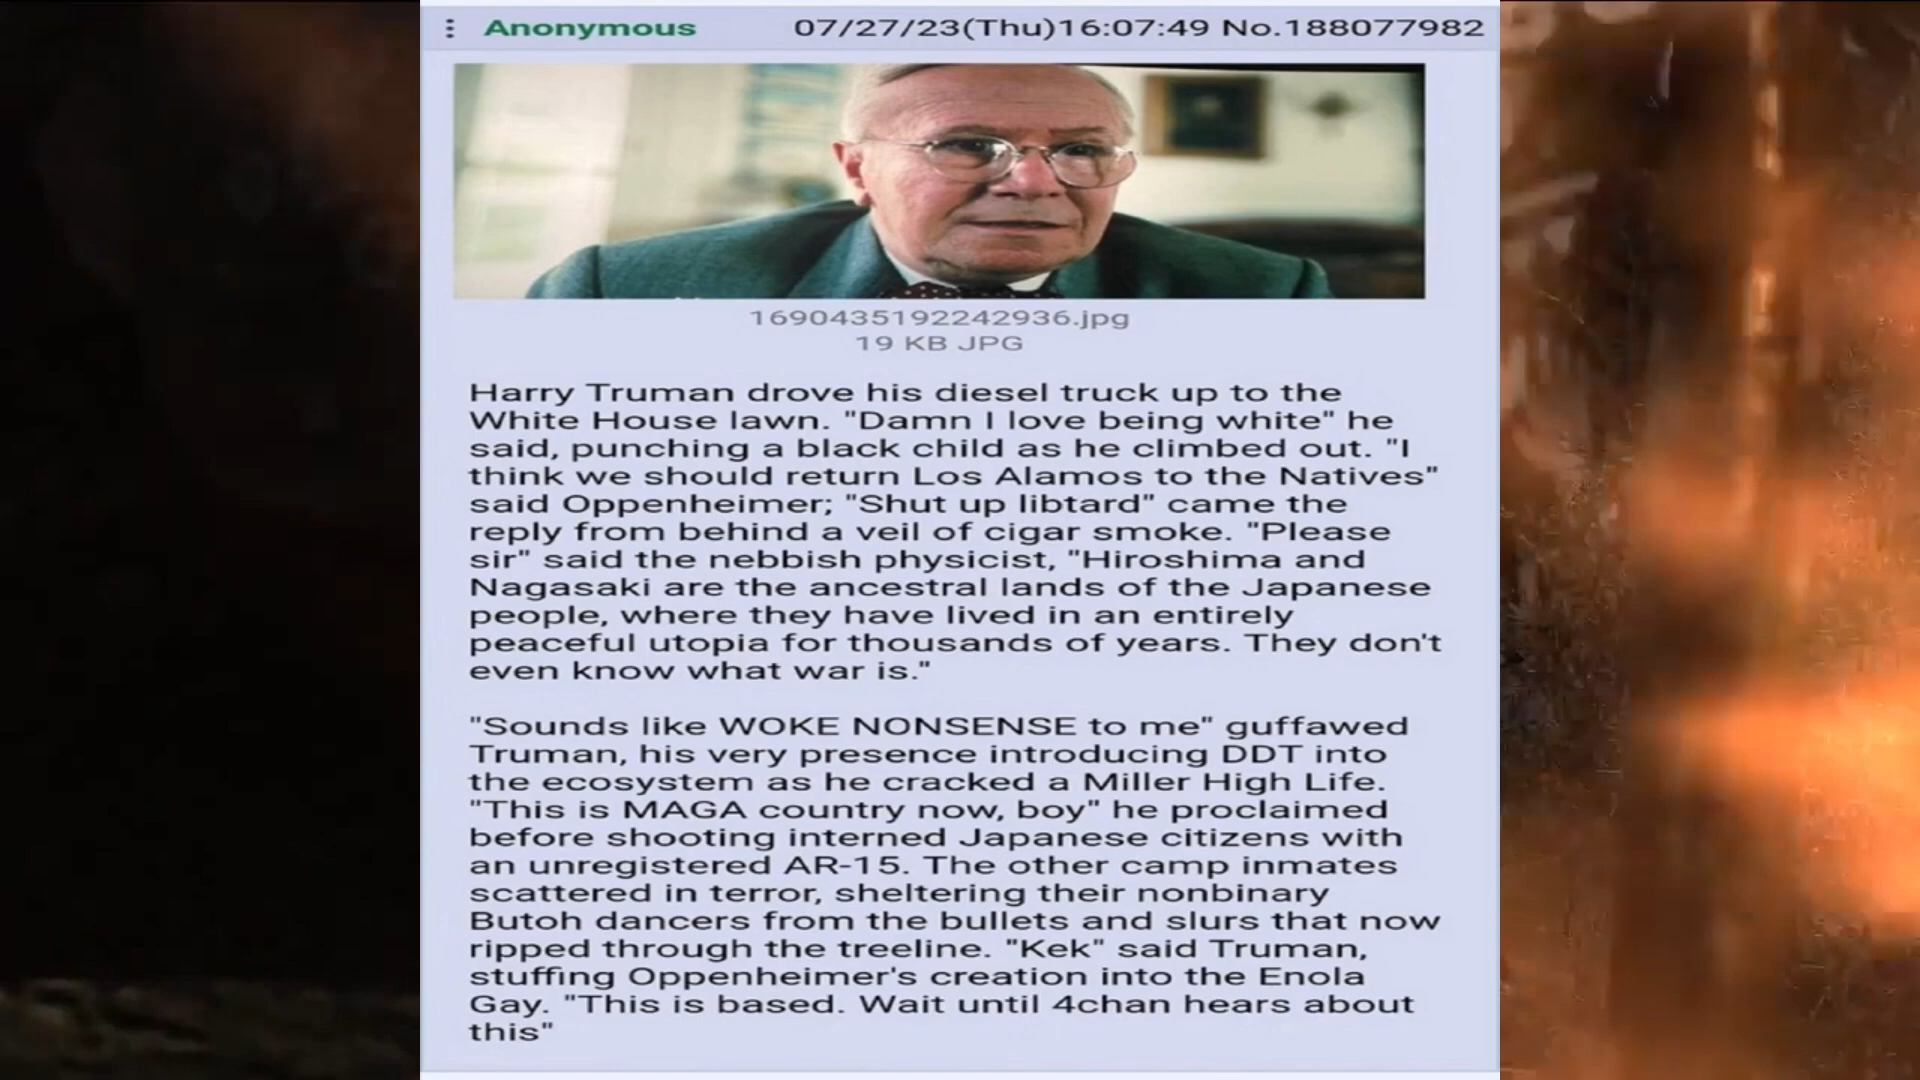 Anonymous 07/27/23(Thu)16:07:49 No.188077982
1690435192242936.jpg
19 KB JPG
Harry Truman drove his diesel truck up to the
White House lawn. "Damn I love being white" he
said, punching a black child as he climbed out. "I
think we should return Los Alamos to the Natives"
said Oppenheimer; "Shut up libtard" came the
reply from behind a veil of cigar smoke. "Please
sir" said the nebbish physicist, "Hiroshima and
Nagasaki are the ancestral lands of the Japanese
people, where they have lived in an entirely
peaceful utopia for thousands of years. They don't
even know what war is."
"Sounds like WOKE NONSENSE to me" guffawed
Truman, his very presence introducing DDT into
the ecosystem as he cracked a Miller High Life.
"This is MAGA country now, boy" he proclaimed
before shooting interned Japanese citizens with
an unregistered AR-15. The other camp inmates
scattered in terror, sheltering their nonbinary
Butoh dancers from the bullets and slurs that now
ripped through the treeline. "Kek" said Truman,
stuffing Oppenheimer's creation into the Enola
Gay. "This is based. Wait until 4chan hears about
this"